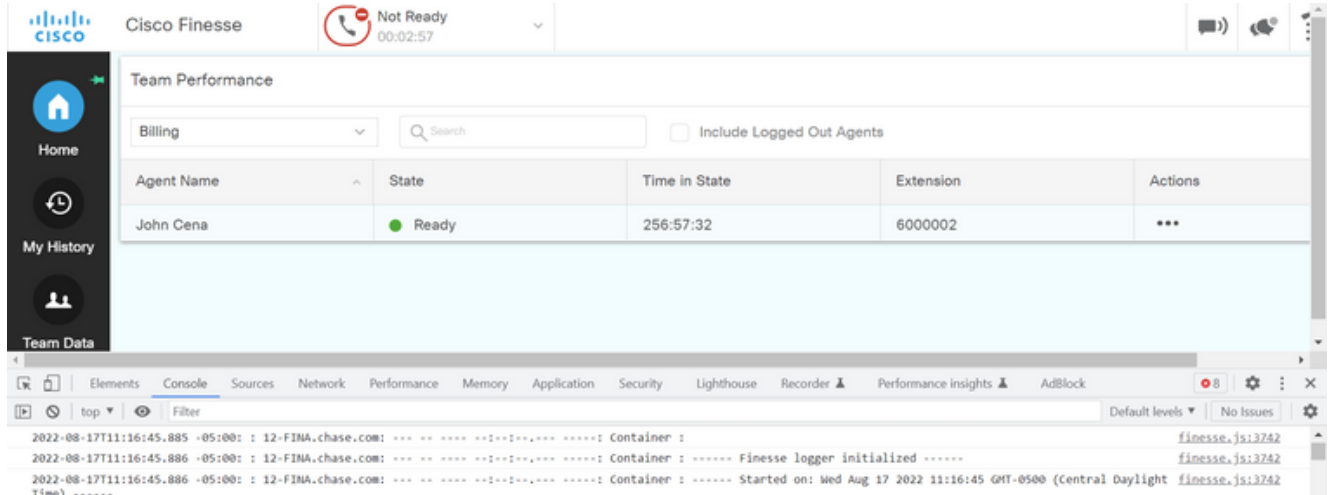 CISCO
Cisco Finesse
Not Ready
00:02:57
Team Performance
Billing
Search
Include Logged Out Agents
Home
Agent Name State Time in State Extension Actions
John Cena Ready 256:57:32 6000002 •••
My History
Team Data
Elements Console Sources Network Performance Memory Application Security Lighthouse Recorder Performance insights AdBlock 8
top Filter Default levels No Issues
2022-08-17T11:16:45.885 -05:00: : 12-FINA.chase.com: --- -- ---- --:--:--.--- -----: Container : finesse.js:3742
2022-08-17T11:16:45.886 -05:00: : 12-FINA.chase.com: --- -- ---- --:--:--.--- -----: Container : ------ Finesse logger initialized ------ finesse.js:3742
2022-08-17T11:16:45.886 -05:00: : 12-FINA.chase.com: --- -- ---- --:--:--.--- -----: Container : ------ Started on: Wed Aug 17 2022 11:16:45 GMT-0500 (Central Daylight finesse.js:3742
Time) ------